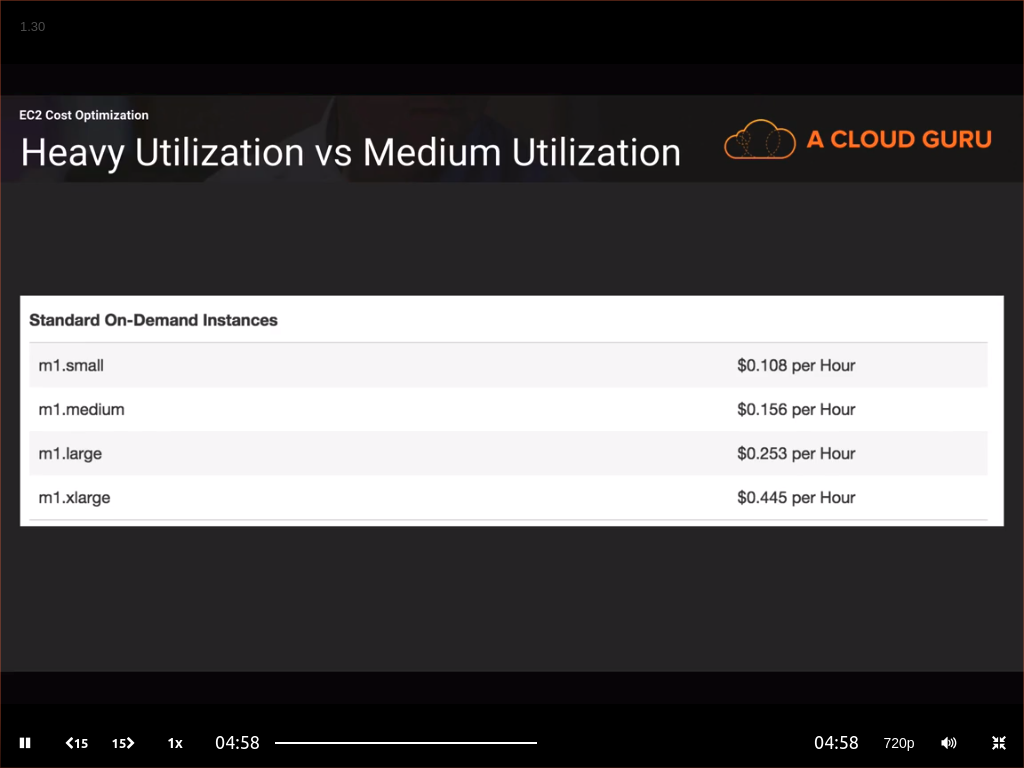 1.30
EC2 Cost Optimization
Heavy Utilization vs Medium Utilization
A CLOUD GURU
Standard On-Demand Instances
m1.small $0.108 per Hour
m1.medium $0.156 per Hour
m1.large $0.253 per Hour
m1.xlarge $0.445 per Hour
15 15 1x 04:58 04:58 720p